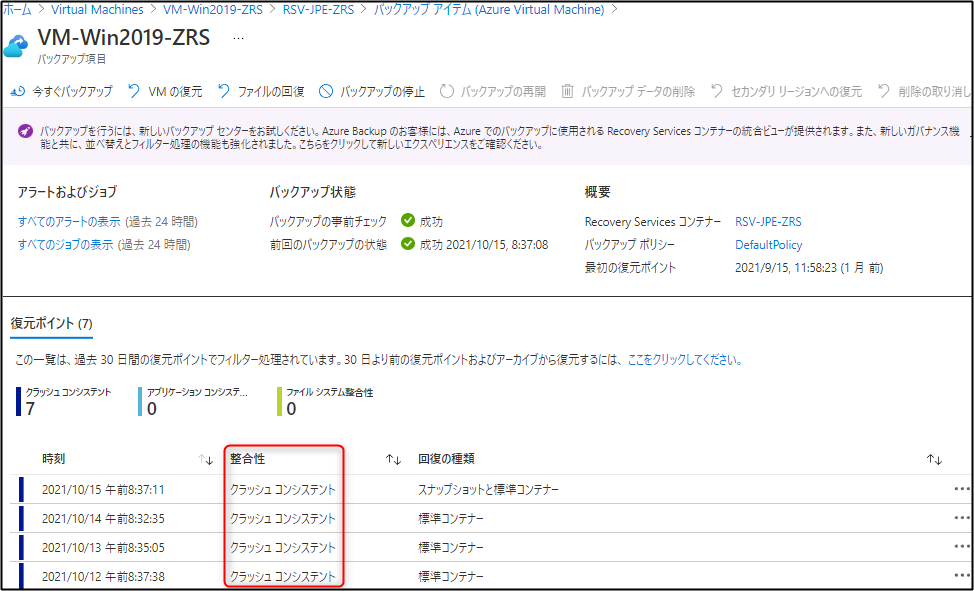 ホーム > Virtual Machines > VM-Win2019-ZRS > RSV-JPE-ZRS > バックアップ アイテム (Azure Virtual Machine) >
VM-Win2019-ZRS ...
バックアップ項目
今すぐバックアップ VM の復元 ファイルの回復 バックアップの停止 バックアップの再開 バックアップ データの削除 セカンダリ リージョンへの復元 削除の取り消し
バックアップを行うには、新しいバックアップ センターをお試しください。Azure Backup のお客様には、Azure でのバックアップに使用される Recovery Services コンテナーの統合ビューが提供されます。また、新しいガバナンス機
能と共に、並べ替えとフィルター処理の機能も強化されました。こちらをクリックして新しいエクスペリエンスをご確認ください。
アラートおよびジョブ バックアップ状態 概要
すべてのアラートの表示 (過去 24 時間) バックアップの事前チェック 成功 Recovery Services コンテナー RSV-JPE-ZRS
すべてのジョブの表示 (過去 24 時間) 前回のバックアップの状態 成功 2021/10/15, 8:37:08 バックアップ ポリシー DefaultPolicy
最初の復元ポイント 2021/9/15, 11:58:23 (1 月 前)
復元ポイント (7)
この一覧は、過去 30 日間の復元ポイントでフィルター処理されています。30 日より前の復元ポイントおよびアーカイブから復元するには、ここをクリックしてください。
クラッシュ コンシステント アプリケーション コンシステ... ファイル システム整合性
7 0 0
時刻 ↑↓ 整合性 ↑↓ 回復の種類 ↑↓
2021/10/15 午前8:37:11 クラッシュ コンシステント スナップショットと標準コンテナー ...
2021/10/14 午前8:32:35 クラッシュ コンシステント 標準コンテナー ...
2021/10/13 午前8:35:05 クラッシュ コンシステント 標準コンテナー ...
2021/10/12 午前8:37:38 クラッシュ コンシステント 標準コンテナー ...